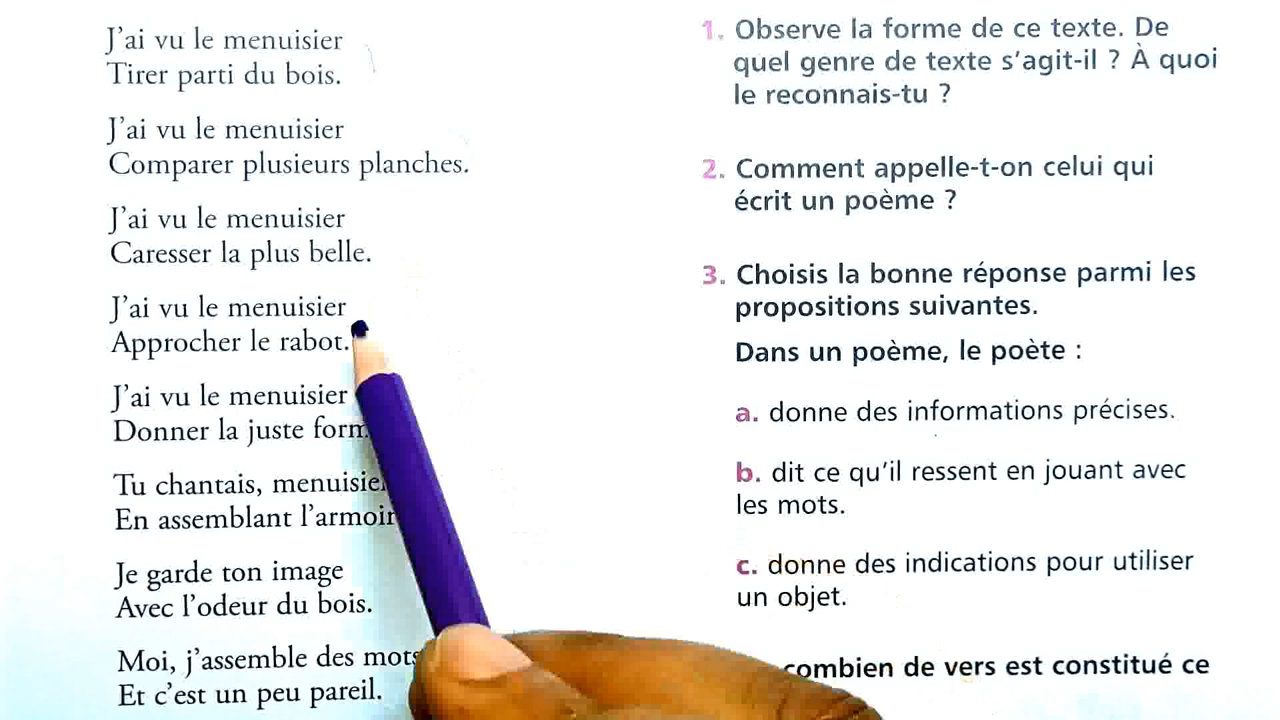 J'ai vu le menuisier
Tirer parti du bois.
J'ai vu le menuisier
Comparer plusieurs planches.
J'ai vu le menuisier
Caresser la plus belle.
J'ai vu le menuisier
Approcher le rabot.
J'ai vu le menuisier
Donner la juste
Tu chantais,
En assemblant
Je garde ton image
Avec l'odeur du bois.
Moi, j'assemble des mots
Et c'est un peu pareil.
1. Observe la forme de ce texte. De
quel genre de texte s'agit-il ? À quoi
le reconnais-tu ?
2. Comment appelle-t-on celui qui
écrit un poème ?
3. Choisis la bonne réponse parmi les
propositions suivantes.
Dans un poème, le poète :
a. donne des informations précises.
b. dit ce qu'il ressent en jouant avec
les mots.
c. donne des indications pour utiliser
un objet.
combien de vers est constitué ce